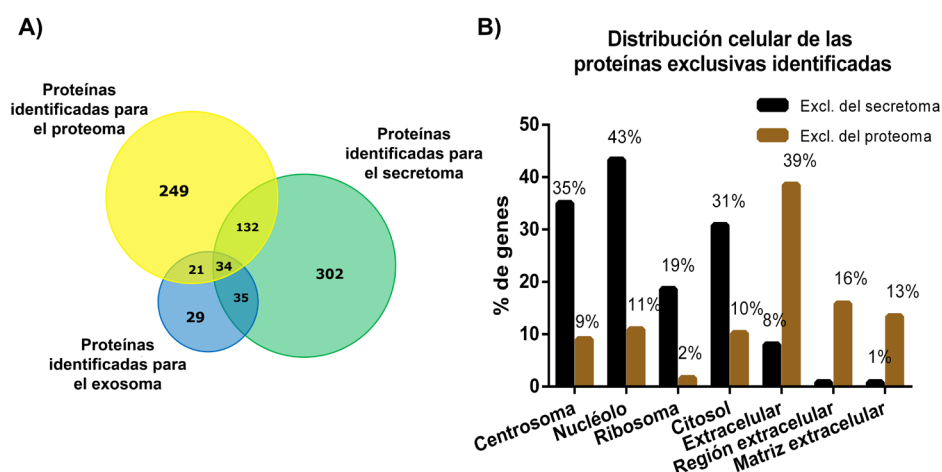 A)
Proteínas
identificadas para
el proteoma
Proteínas
identificadas para
el secretoma
249
132
302
21
34
35
29
Proteínas
identificadas para
el exosoma
B)
Distribución celular de las
proteínas exclusivas identificadas
Excl. del secretoma
Excl. del proteoma
% de genes
50
40
30
20
10
0
35%
9%
43%
11%
19%
2%
31%
10%
8%
39%
16%
1%
13%
Centrosoma
Nucléolo
Ribosoma
Citosol
Extracelular
Región extracelular
Matriz extracelular